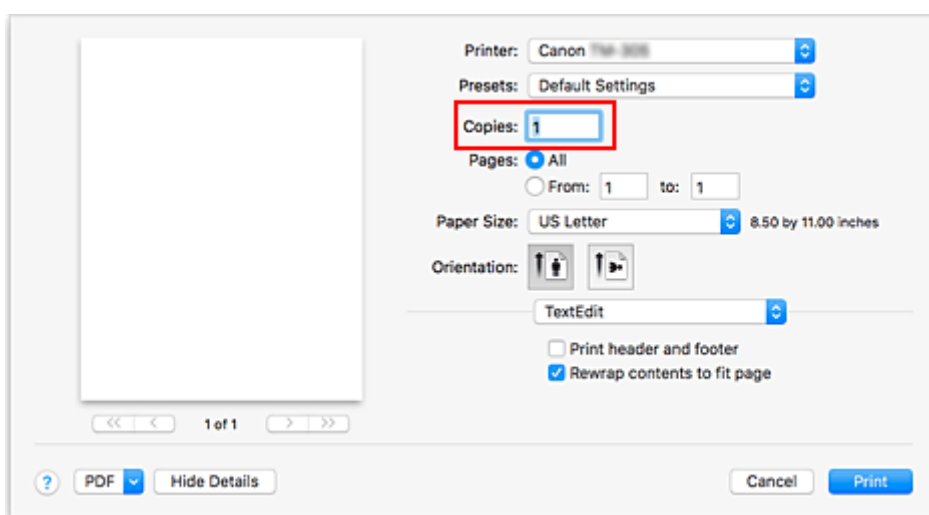 Printer: Canon
Presets: Default Settings
Copies: 1
Pages: All
From: 1 to: 1
Paper Size: US Letter 8.50 by 11.00 inches
Orientation:
TextEdit
Print header and footer
Rewrap contents to fit page
<< < 1 of 1 > >>
? PDF Hide Details Cancel Print